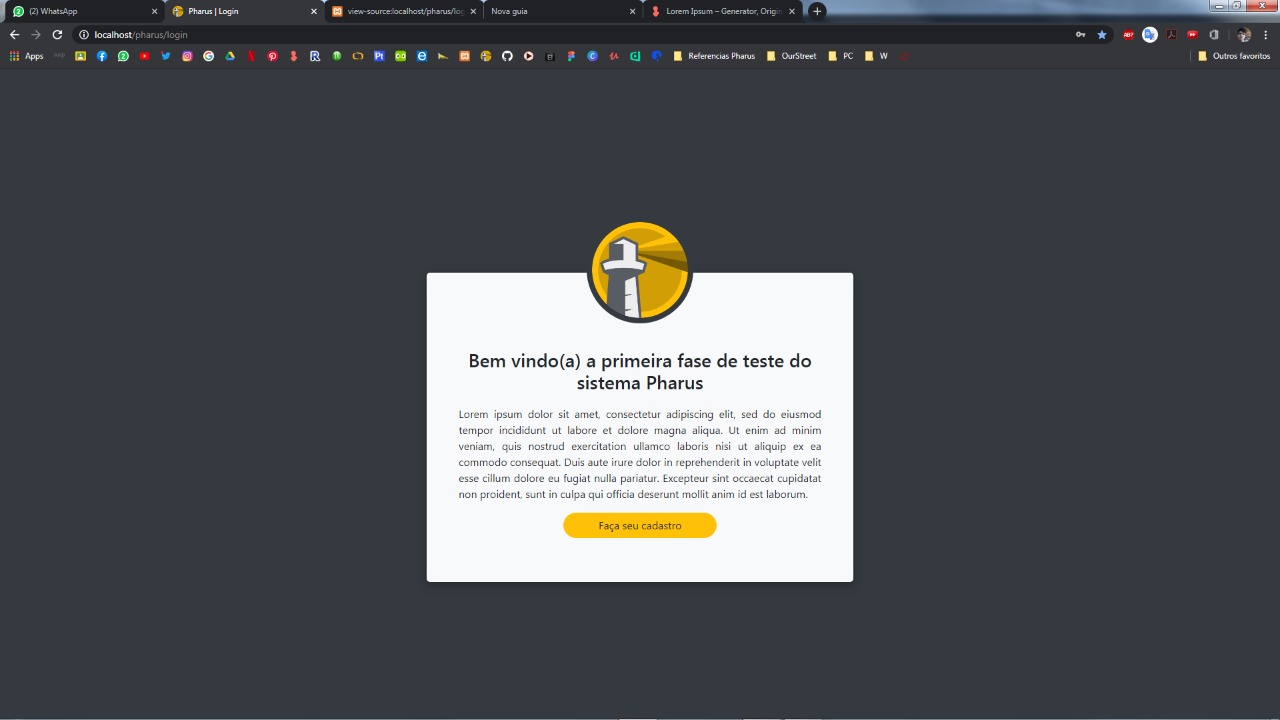 (2) WhatsApp
Pharus | Login
view-source:localhost/pharus/log
Nova guia
Lorem Ipsum – Generator, Origin
localhost/pharus/login
Apps
Referencias Pharus
OurStreet
PC
W
Outros favoritos
Bem vindo(a) a primeira fase de teste do
sistema Pharus
Lorem ipsum dolor sit amet, consectetur adipiscing elit, sed do eiusmod
tempor incididunt ut labore et dolore magna aliqua. Ut enim ad minim
veniam, quis nostrud exercitation ullamco laboris nisi ut aliquip ex ea
commodo consequat. Duis aute irure dolor in reprehenderit in voluptate velit
esse cillum dolore eu fugiat nulla pariatur. Excepteur sint occaecat cupidatat
non proident, sunt in culpa qui officia deserunt mollit anim id est laborum.
Faça seu cadastro